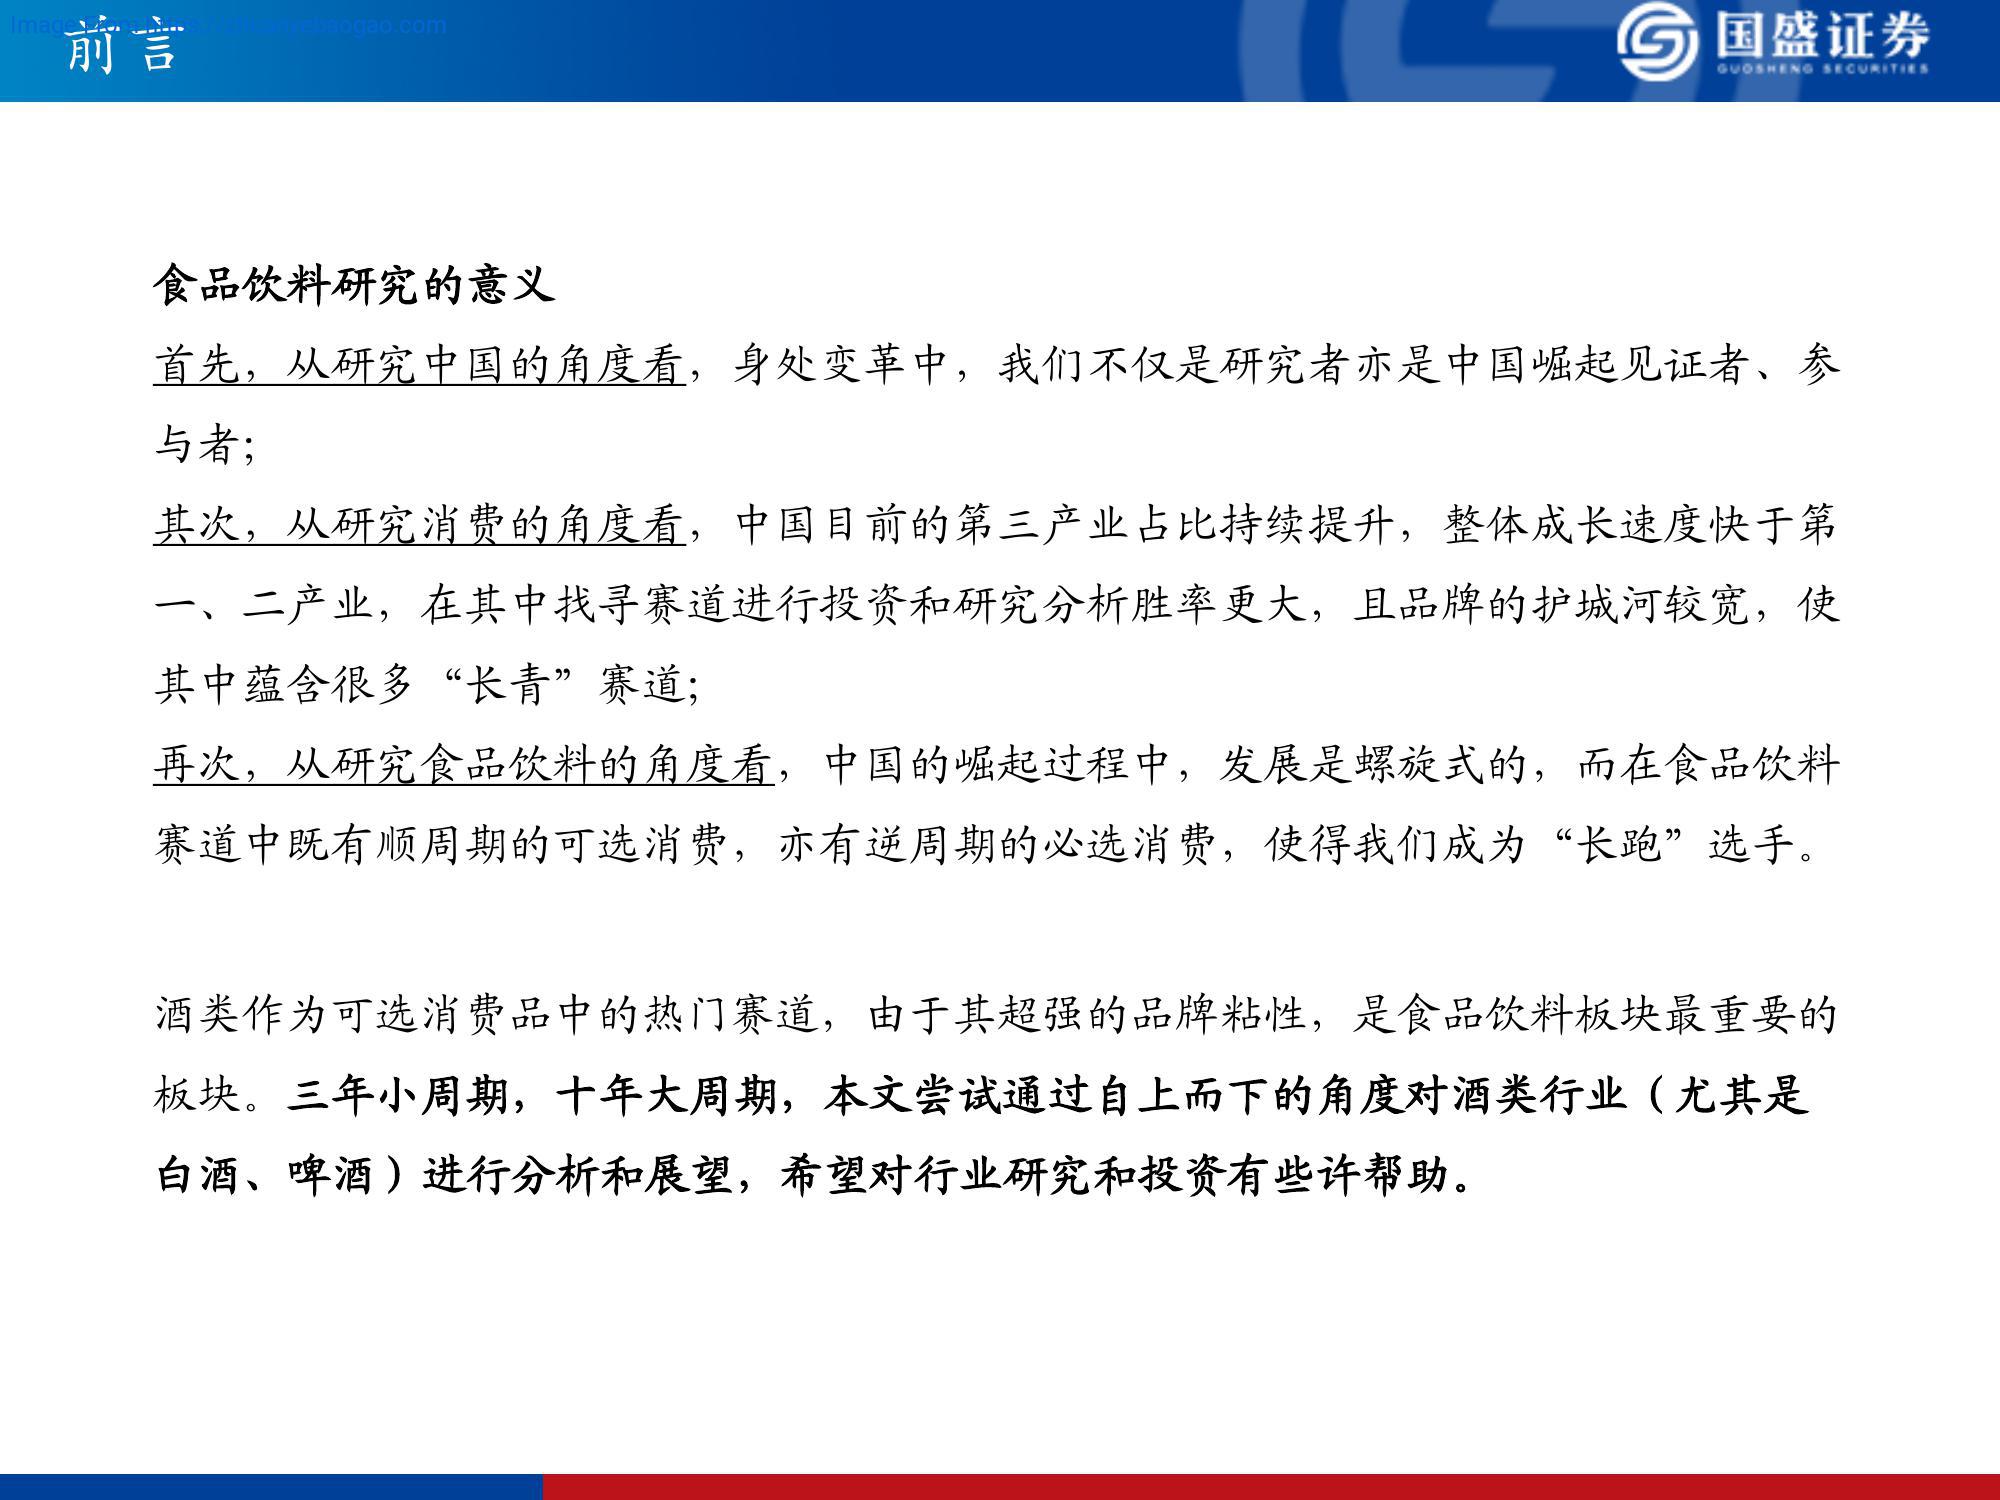 Image From: https://zhuanyebaogao.com
前言
国盛证券
GUOSHENG SECURITIES
食品饮料研究的意义
首先，从研究中国的角度看，身处变革中，我们不仅是研究者亦是中国崛起见证者、参
与者；
其次，从研究消费的角度看，中国目前的第三产业占比持续提升，整体成长速度快于第
一、二产业，在其中找寻赛道进行投资和研究分析胜率更大，且品牌的护城河较宽，使
其中蕴含很多“长青”赛道；
再次，从研究食品饮料的角度看，中国的崛起过程中，发展是螺旋式的，而在食品饮料
赛道中既有顺周期的可选消费，亦有逆周期的必选消费，使得我们成为“长跑”选手。
酒类作为可选消费品中的热门赛道，由于其超强的品牌粘性，是食品饮料板块最重要的
板块。三年小周期，十年大周期，本文尝试通过自上而下的角度对酒类行业（尤其是
白酒、啤酒）进行分析和展望，希望对行业研究和投资有些许帮助。